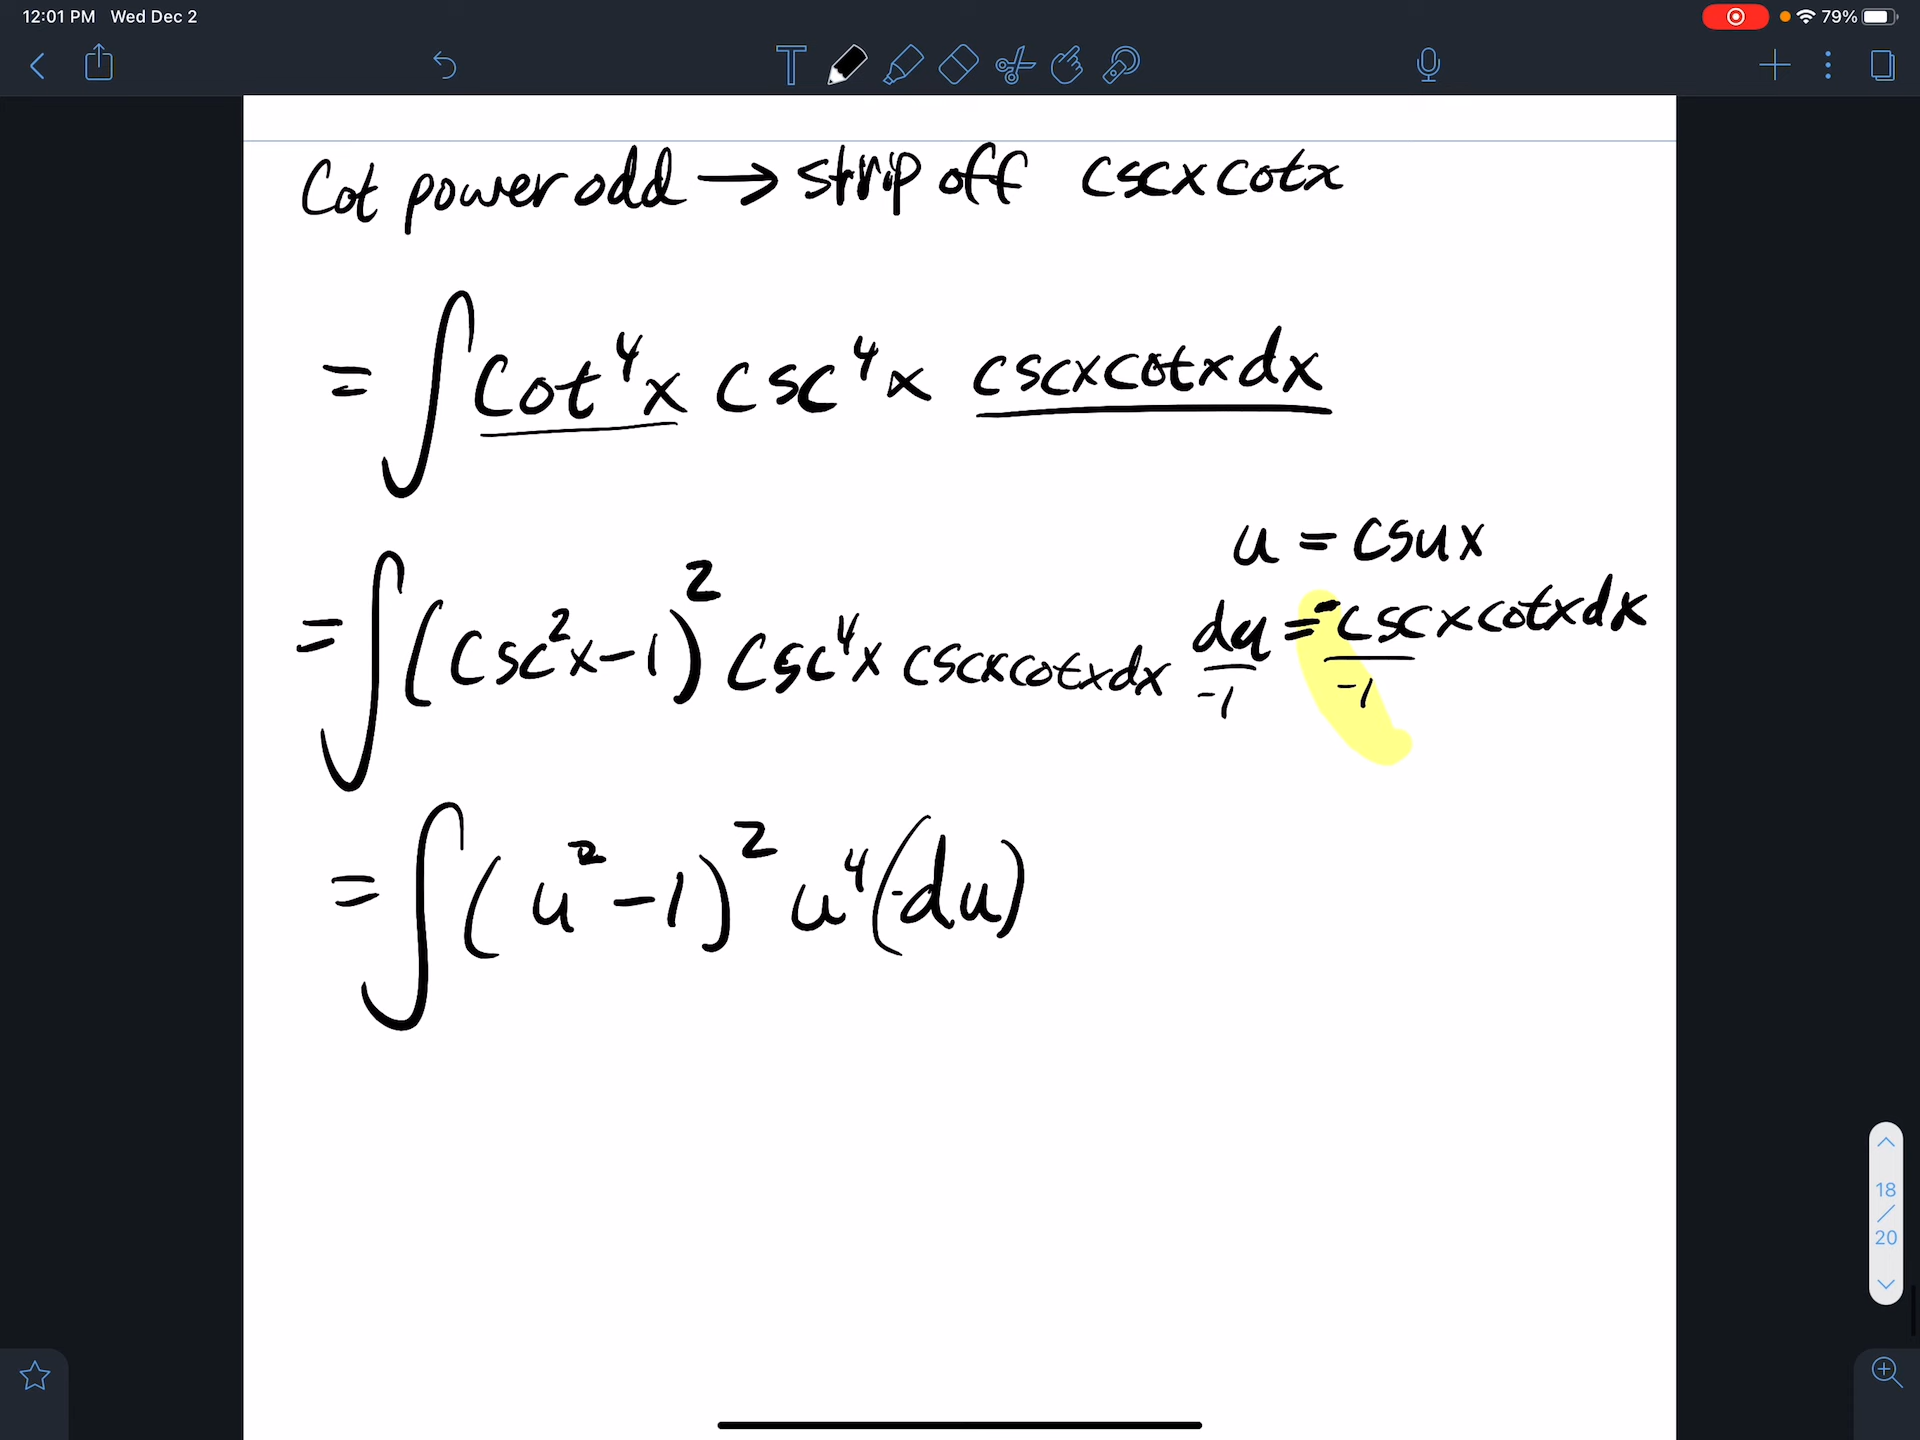 12:01 PM Wed Dec 2
79%
T
Cot power odd → strip off cscx cotx
= ∫ cot⁴x csc⁴x cscxcotxdx
u = cscx
= ∫ (csc²x-1)² csc⁴x cscxcotxdx
du/-1 = -cscxcotxdx/-1
= ∫ (u²-1)² u⁴(-du)
18
/
20